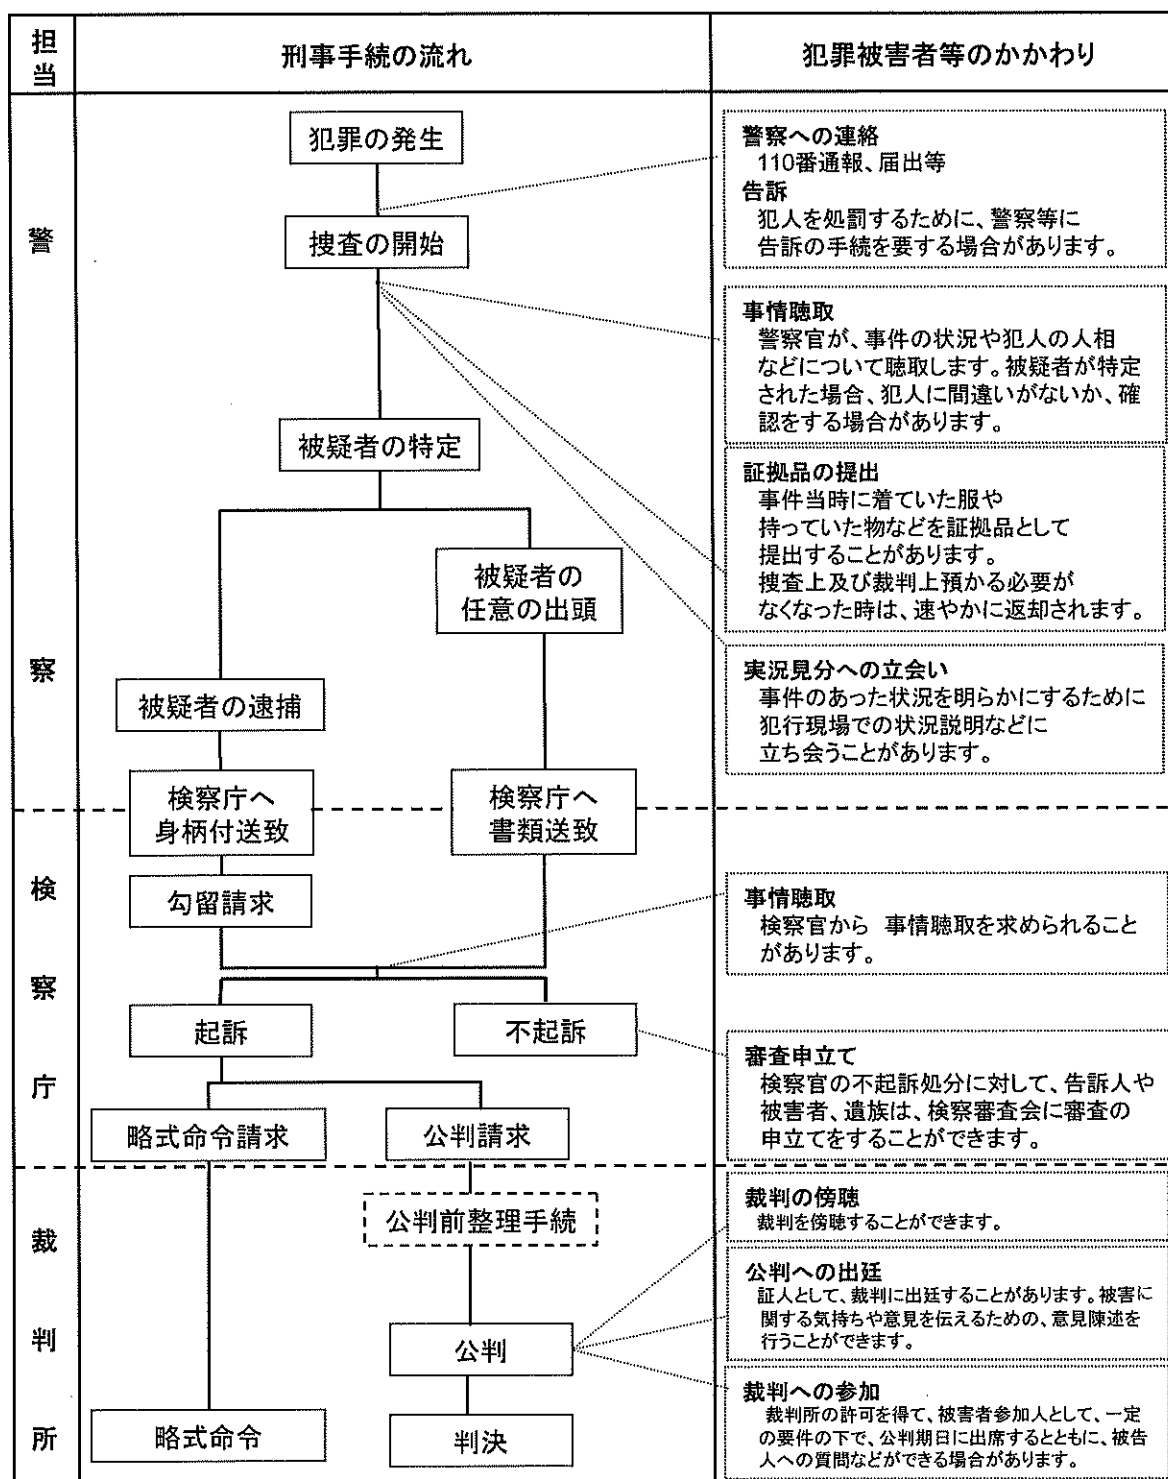 担当
刑事手続の流れ
犯罪被害者等のかかわり
警察
犯罪の発生
捜査の開始
被疑者の特定
被疑者の
任意の出頭
被疑者の逮捕
検察庁へ
身柄付送致
検察庁へ
書類送致
警察への連絡
110番通報、届出等
告訴
犯人を処罰するために、警察等に
告訴の手続を要する場合があります。
事情聴取
警察官が、事件の状況や犯人の人相
などについて聴取します。被疑者が特定
された場合、犯人に間違いがないか、確
認をする場合があります。
証拠品の提出
事件当時に着ていた服や
持っていた物などを証拠品として
提出することがあります。
捜査上及び裁判上預かる必要が
なくなった時は、速やかに返却されます。
実況見分への立会い
事件のあった状況を明らかにするために
犯行現場での状況説明などに
立ち会うことがあります。
検察庁
勾留請求
起訴
不起訴
略式命令請求
公判請求
事情聴取
検察官から 事情聴取を求められること
があります。
審査申立て
検察官の不起訴処分に対して、告訴人や
被害者、遺族は、検察審査会に審査の
申立てをすることができます。
裁判所
公判前整理手続
公判
略式命令
判決
裁判の傍聴
裁判を傍聴することができます。
公判への出廷
証人として、裁判に出廷することがあります。被害に
関する気持ちや意見を伝えるための、意見陳述を
行うことができます。
裁判への参加
裁判所の許可を得て、被害者参加人として、一定
の要件の下で、公判期日に出席するとともに、被告
人への質問などができる場合があります。